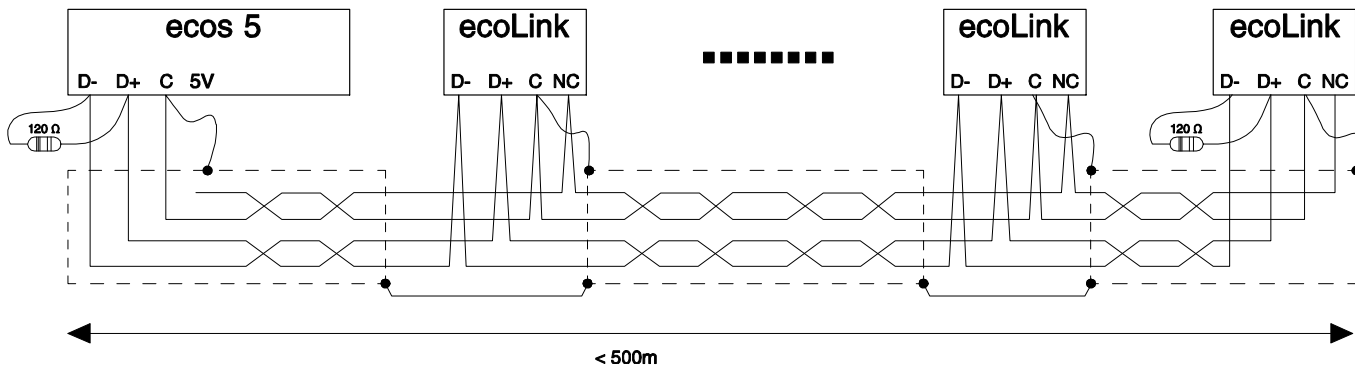 ecos 5 ecoLink ecoLink ecoLink
D- D+ C 5V D- D+ C NC D- D+ C NC D- D+ C NC
120 Ω 120 Ω
< 500m